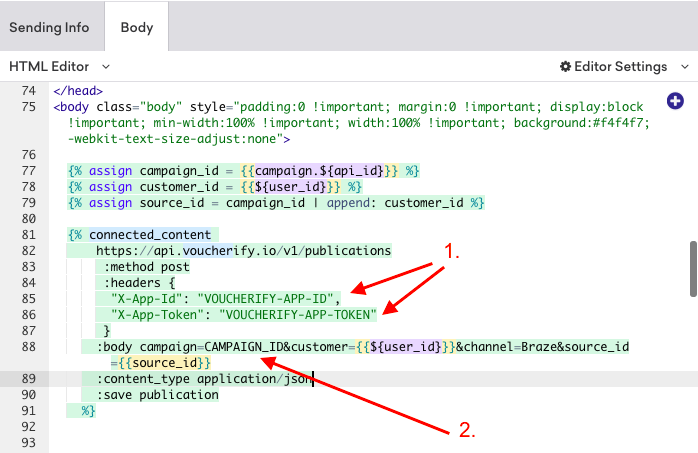 Sending Info
Body
HTML Editor
Editor Settings
74 </head>
75 <body class="body" style="padding:0 !important; margin:0 !important; display:block
!important; min-width:100% !important; width:100% !important; background:#f4f4f7;
-webkit-text-size-adjust:none">
76
77 {% assign campaign_id = {{campaign.${api_id}}} %}
78 {% assign customer_id = {{${user_id}}} %}
79 {% assign source_id = campaign_id | append: customer_id %}
80
81 {% connected_content
82 https://api.voucherify.io/v1/publications
83 :method post
84 :headers {
85 "X-App-Id": "VOUCHERIFY-APP-ID",
86 "X-App-Token": "VOUCHERIFY-APP-TOKEN"
87 }
88 :body campaign=CAMPAIGN_ID&customer={{${user_id}}}&channel=Braze&source_id
={{source_id}}
89 :content_type application/json
90 :save publication
91 %}
92
93
1.
2.